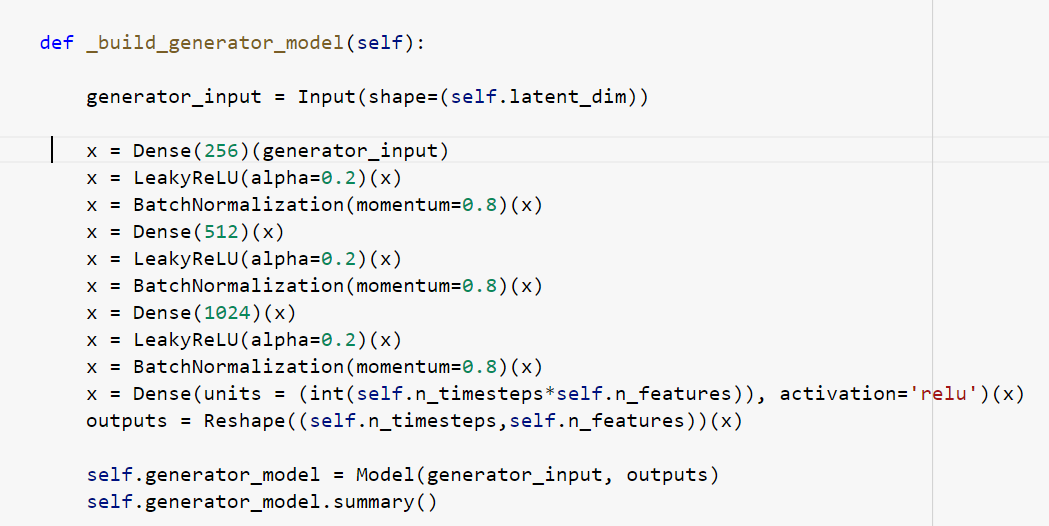 def _build_generator_model(self):
generator_input = Input(shape=(self.latent_dim))
x = Dense(256)(generator_input)
x = LeakyReLU(alpha=0.2)(x)
x = BatchNormalization(momentum=0.8)(x)
x = Dense(512)(x)
x = LeakyReLU(alpha=0.2)(x)
x = BatchNormalization(momentum=0.8)(x)
x = Dense(1024)(x)
x = LeakyReLU(alpha=0.2)(x)
x = BatchNormalization(momentum=0.8)(x)
x = Dense(units = (int(self.n_timesteps*self.n_features)), activation='relu')(x)
outputs = Reshape((self.n_timesteps,self.n_features))(x)
self.generator_model = Model(generator_input, outputs)
self.generator_model.summary()